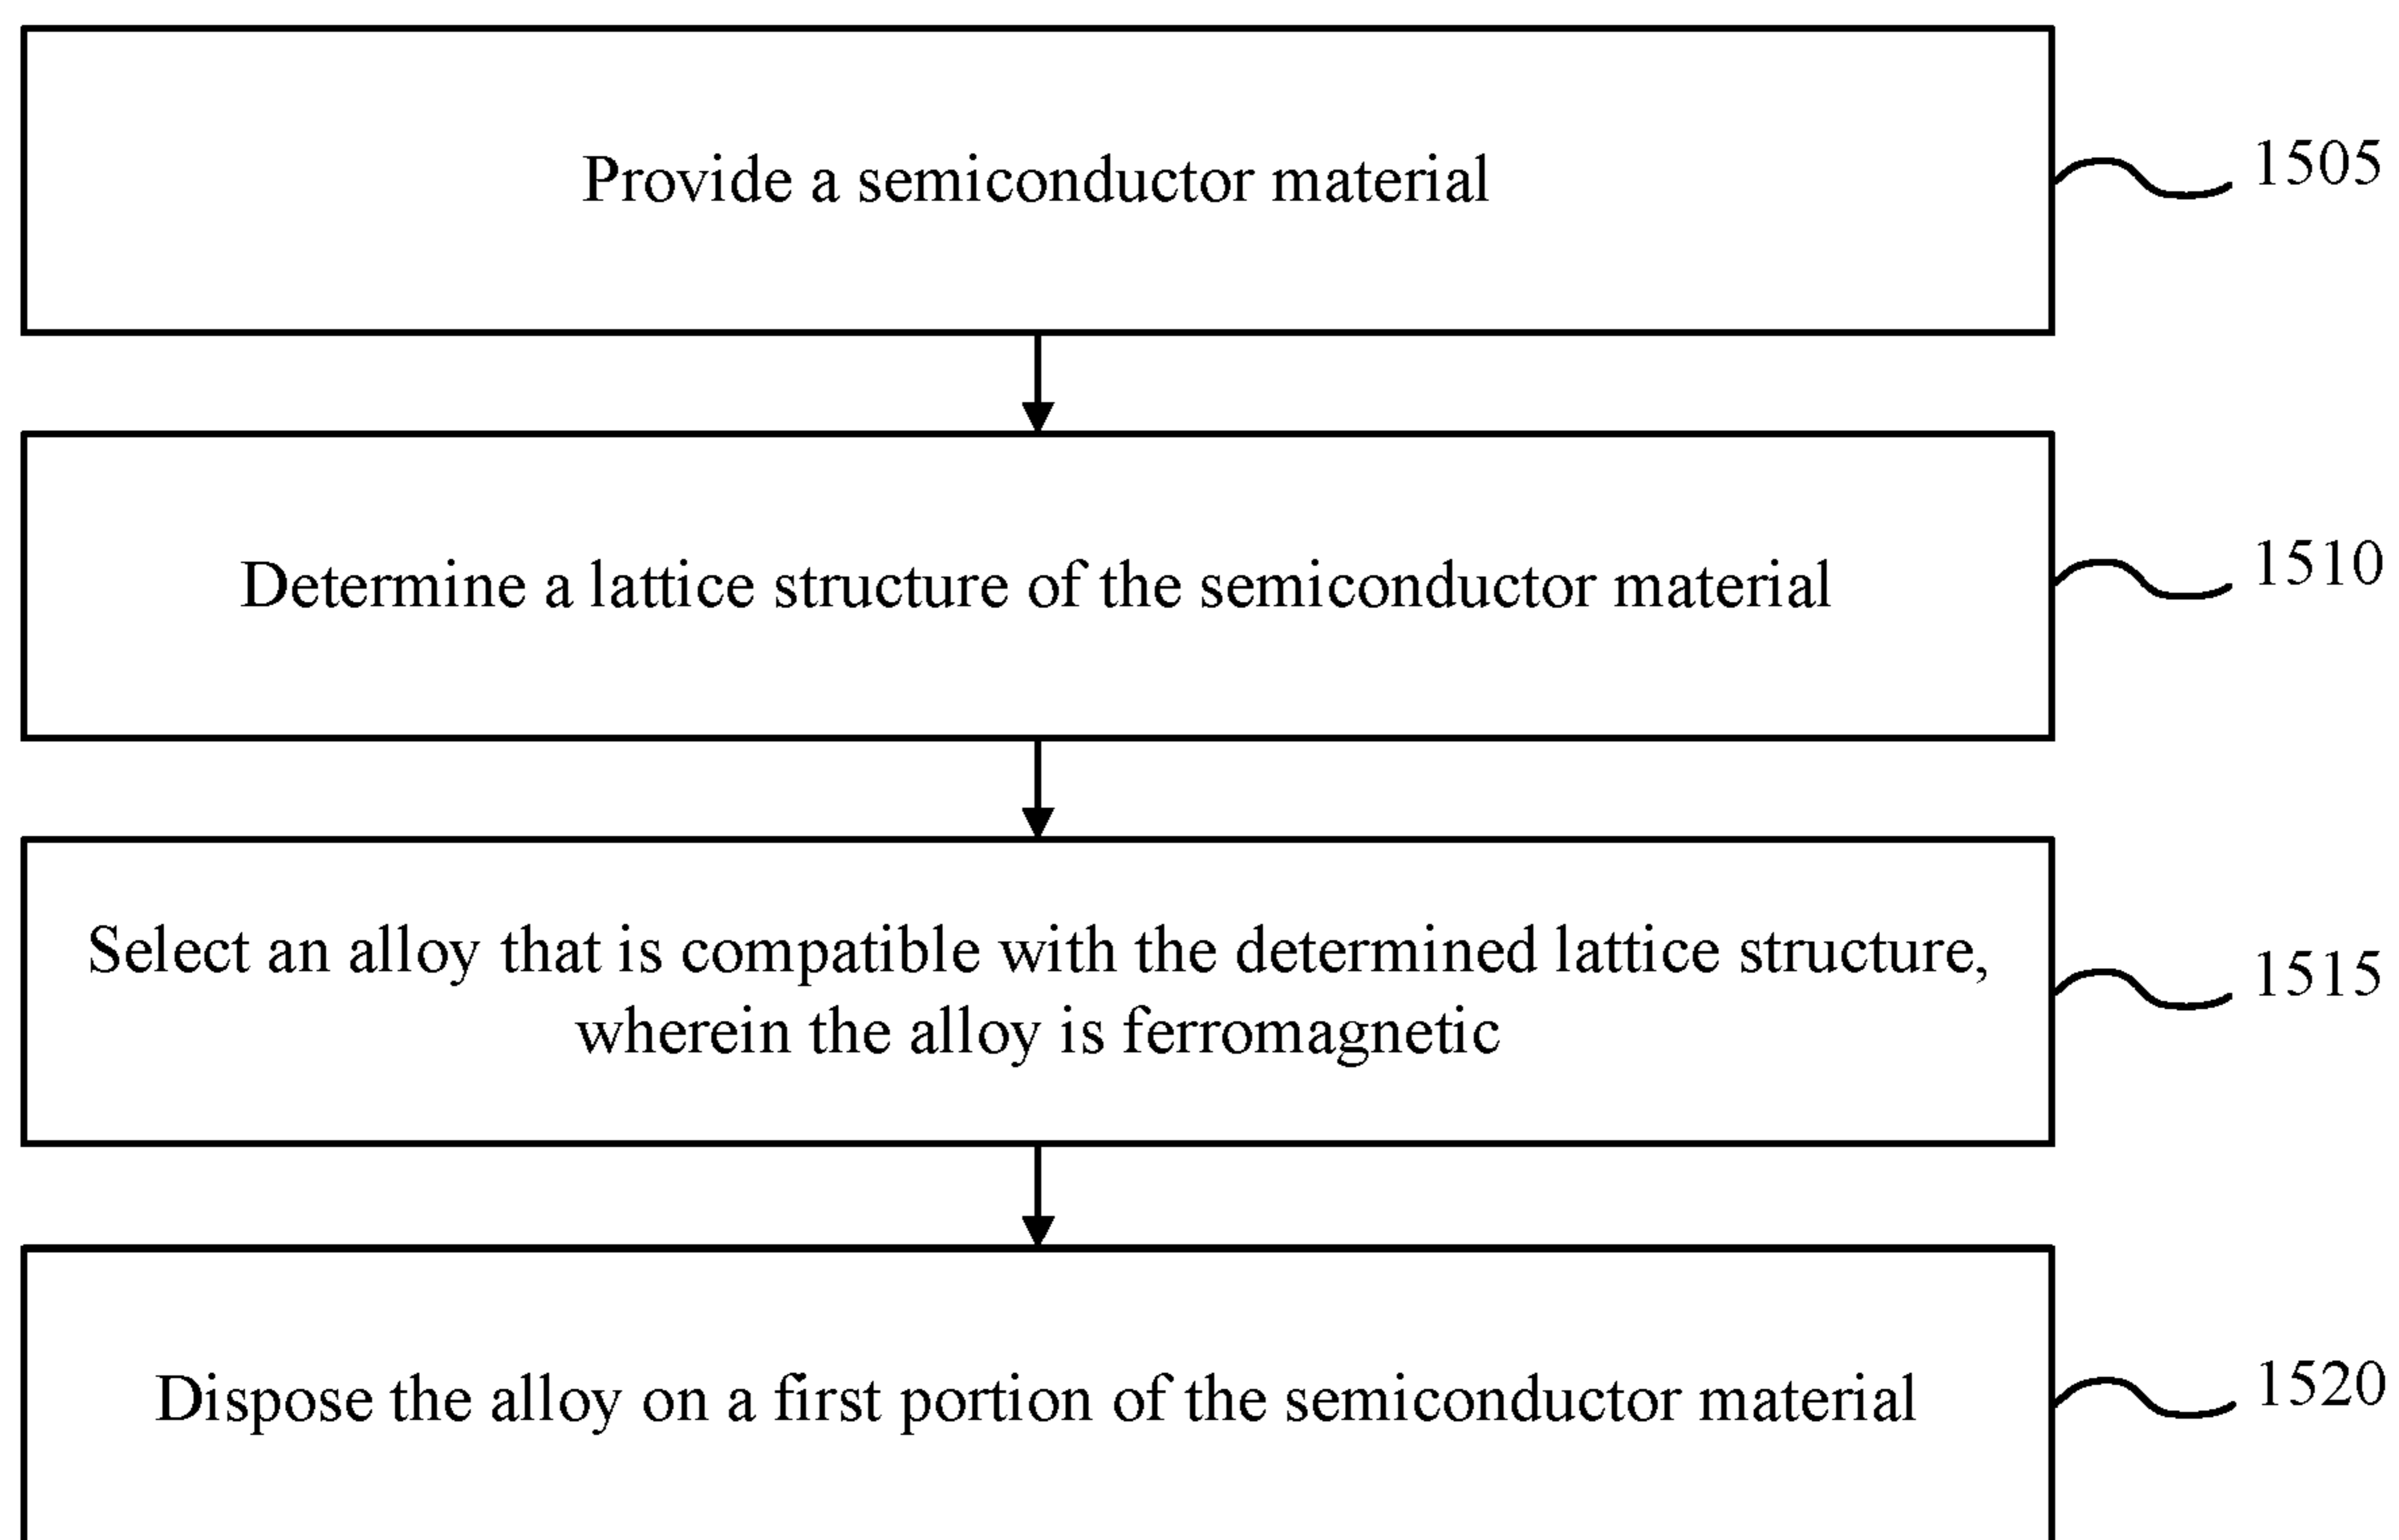 Provide a semiconductor material
1505
Determine a lattice structure of the semiconductor material
1510
Select an alloy that is compatible with the determined lattice structure,
wherein the alloy is ferromagnetic
1515
Dispose the alloy on a first portion of the semiconductor material
1520